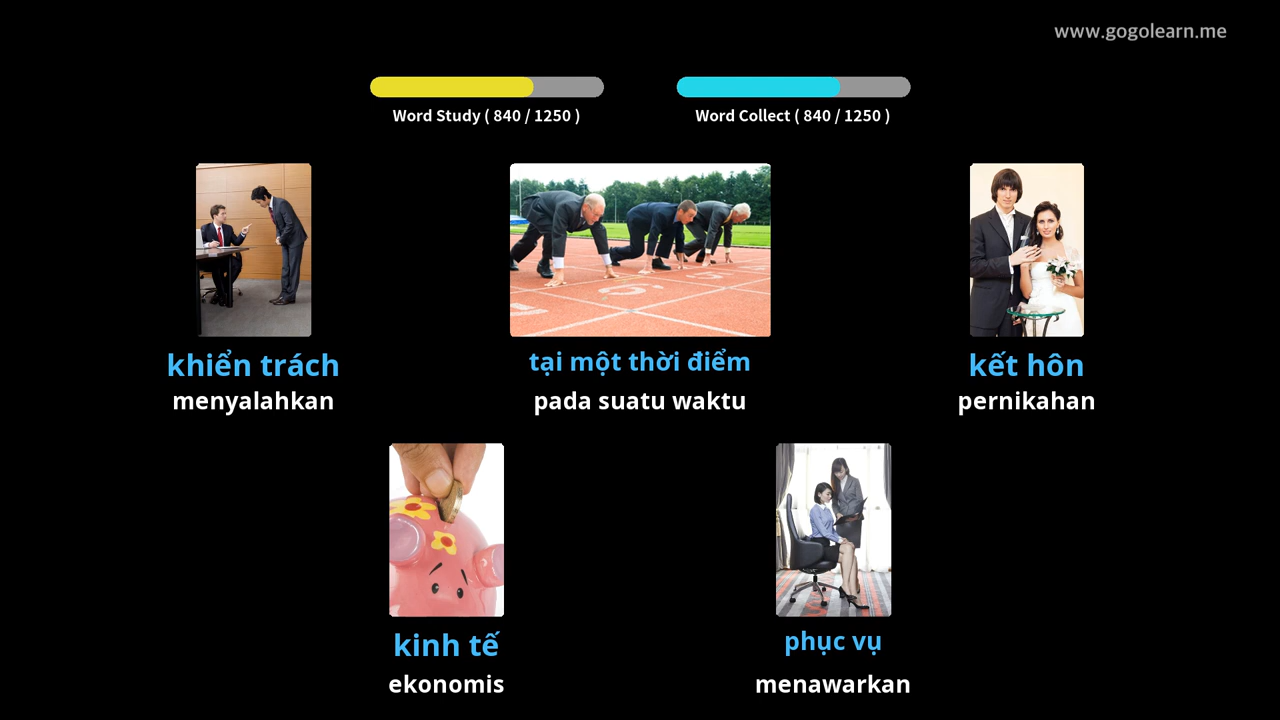 www.gogolearn.me
Word Study ( 840 / 1250 )
Word Collect ( 840 / 1250 )
khiển trách
menyalahkan
tại một thời điểm
pada suatu waktu
kết hôn
pernikahan
kinh tế
ekonomis
phục vụ
menawarkan